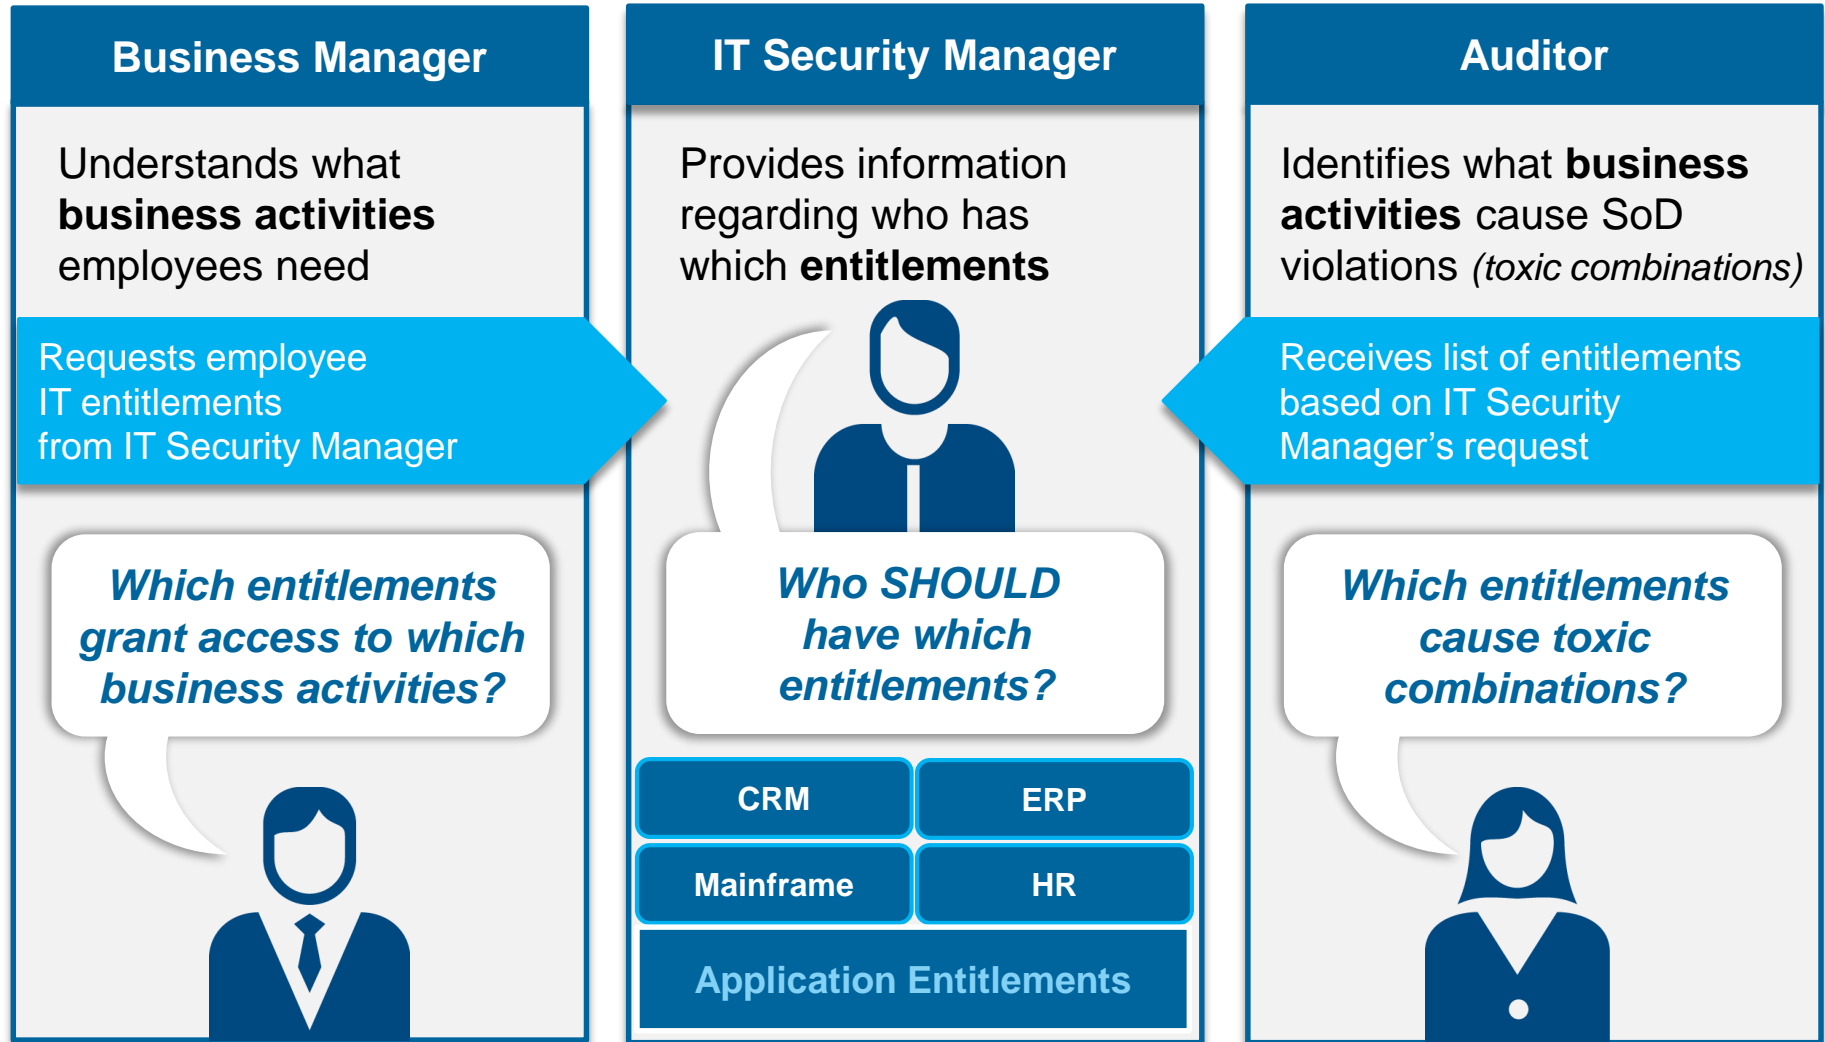 Business Manager
Understands what
business activities
employees need
Requests employee
IT entitlements
from IT Security Manager
Which entitlements
grant access to which
business activities?
IT Security Manager
Provides information
regarding who has
which entitlements
Who SHOULD
have which
entitlements?
CRM
ERP
Mainframe
HR
Application Entitlements
Auditor
Identifies what business
activities cause SoD
violations (toxic combinations)
Receives list of entitlements
based on IT Security
Manager’s request
Which entitlements
cause toxic
combinations?